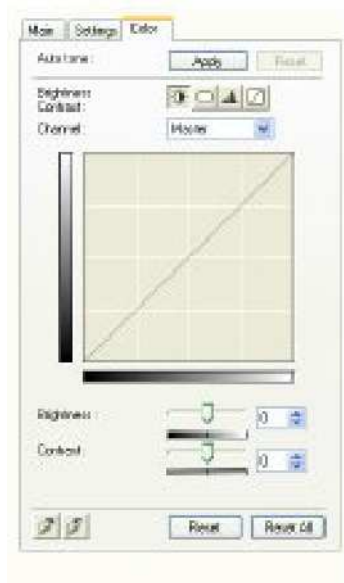 Main Settings Color
Auto tone : Apply Reset
Brightness
Contrast :
Channel : Master
Brightness : 0
Contrast : 0
Reset Reset All